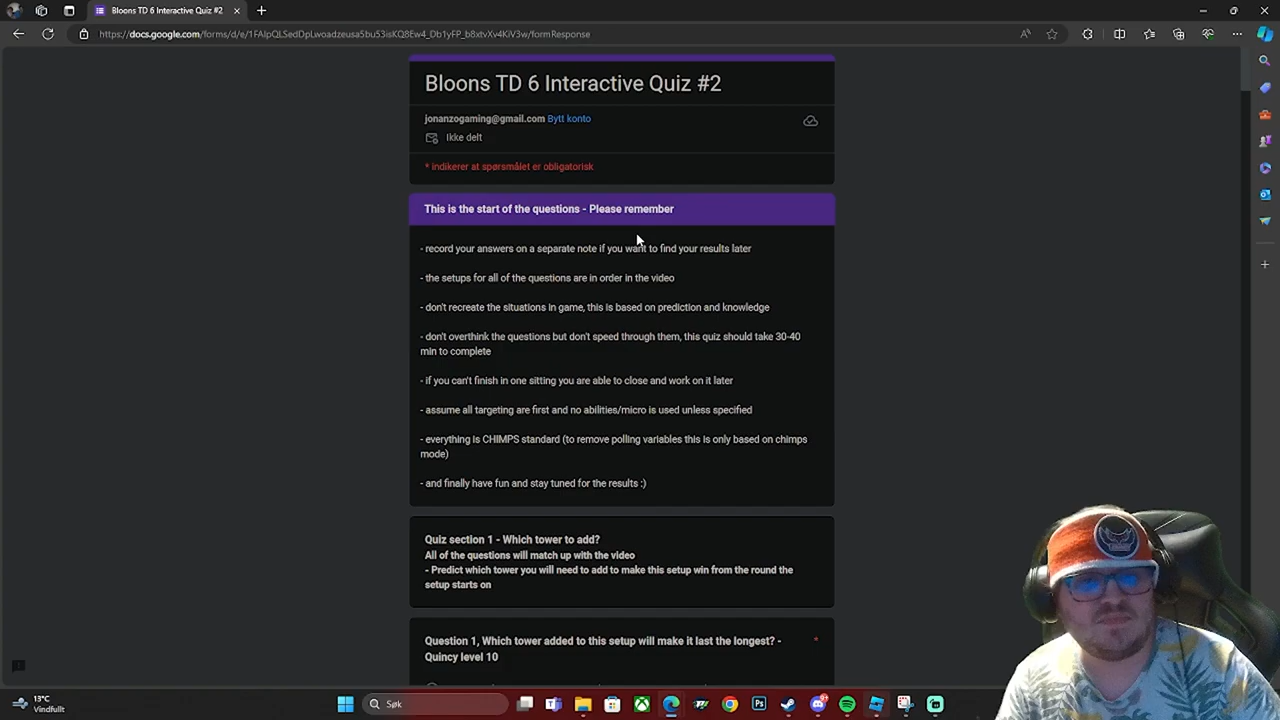 Bloons TD 6 Interactive Quiz #2
https://docs.google.com/forms/d/e/1FAIpQLSedDpLwoadzeusa5bu53isKQ8Ew4_Db1yFP_b8xtvXv4KiV3w/formResponse
Bloons TD 6 Interactive Quiz #2
jonanzogaming@gmail.com Bytt konto
Ikke delt
* indikerer at spørsmålet er obligatorisk
This is the start of the questions - Please remember
- record your answers on a separate note if you want to find your results later
- the setups for all of the questions are in order in the video
- don't recreate the situations in game, this is based on prediction and knowledge
- don't overthink the questions but don't speed through them, this quiz should take 30-40
min to complete
- if you can't finish in one sitting you are able to close and work on it later
- assume all targeting are first and no abilities/micro is used unless specified
- everything is CHIMPS standard (to remove polling variables this is only based on chimps
mode)
- and finally have fun and stay tuned for the results :)
Quiz section 1 - Which tower to add?
All of the questions will match up with the video
- Predict which tower you will need to add to make this setup win from the round the
setup starts on
Question 1, Which tower added to this setup will make it last the longest? - *
Quincy level 10
13°C
Vindfullt
Søk